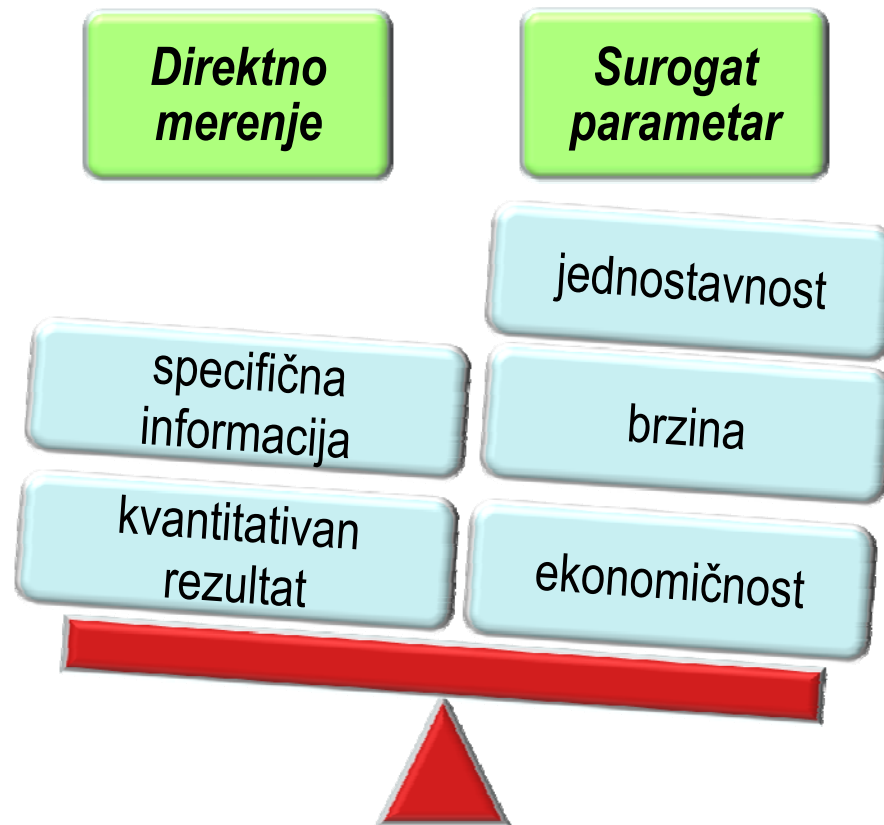 Direktno
merenje
Surogat
parametar
jednostavnost
specifična
informacija
brzina
kvantitativan
rezultat
ekonomičnost